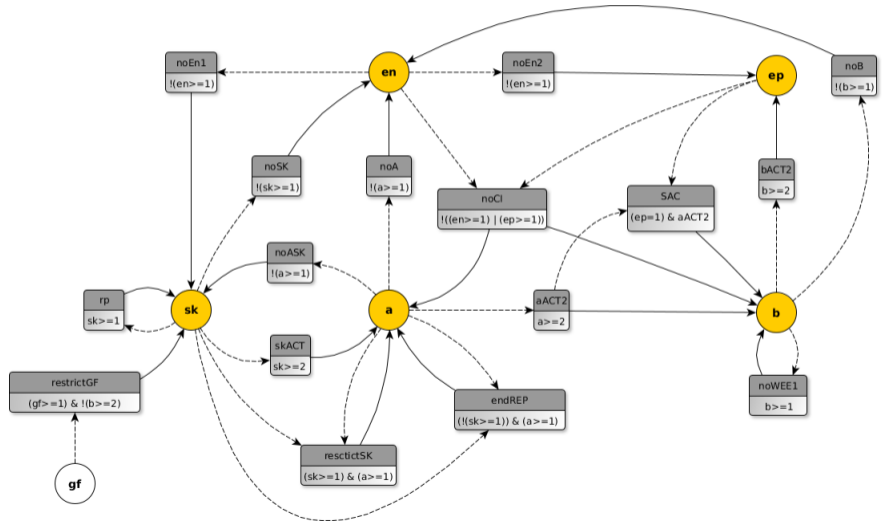 noEn1
!(en>=1)
en
noEn2
!(en>=1)
ep
noB
!(b>=1)
noSK
!(sk>=1)
noA
!(a>=1)
noCI
!((en>=1) | (ep>=1))
SAC
(ep=1) & aACT2
bACT2
b>=2
noASK
!(a>=1)
rp
sk>=1
sk
a
aACT2
a>=2
b
skACT
sk>=2
restrictGF
(gf>=1) & !(b>=2)
endREP
(!(sk>=1)) & (a>=1)
noWEE1
b>=1
resctictSK
(sk>=1) & (a>=1)
gf